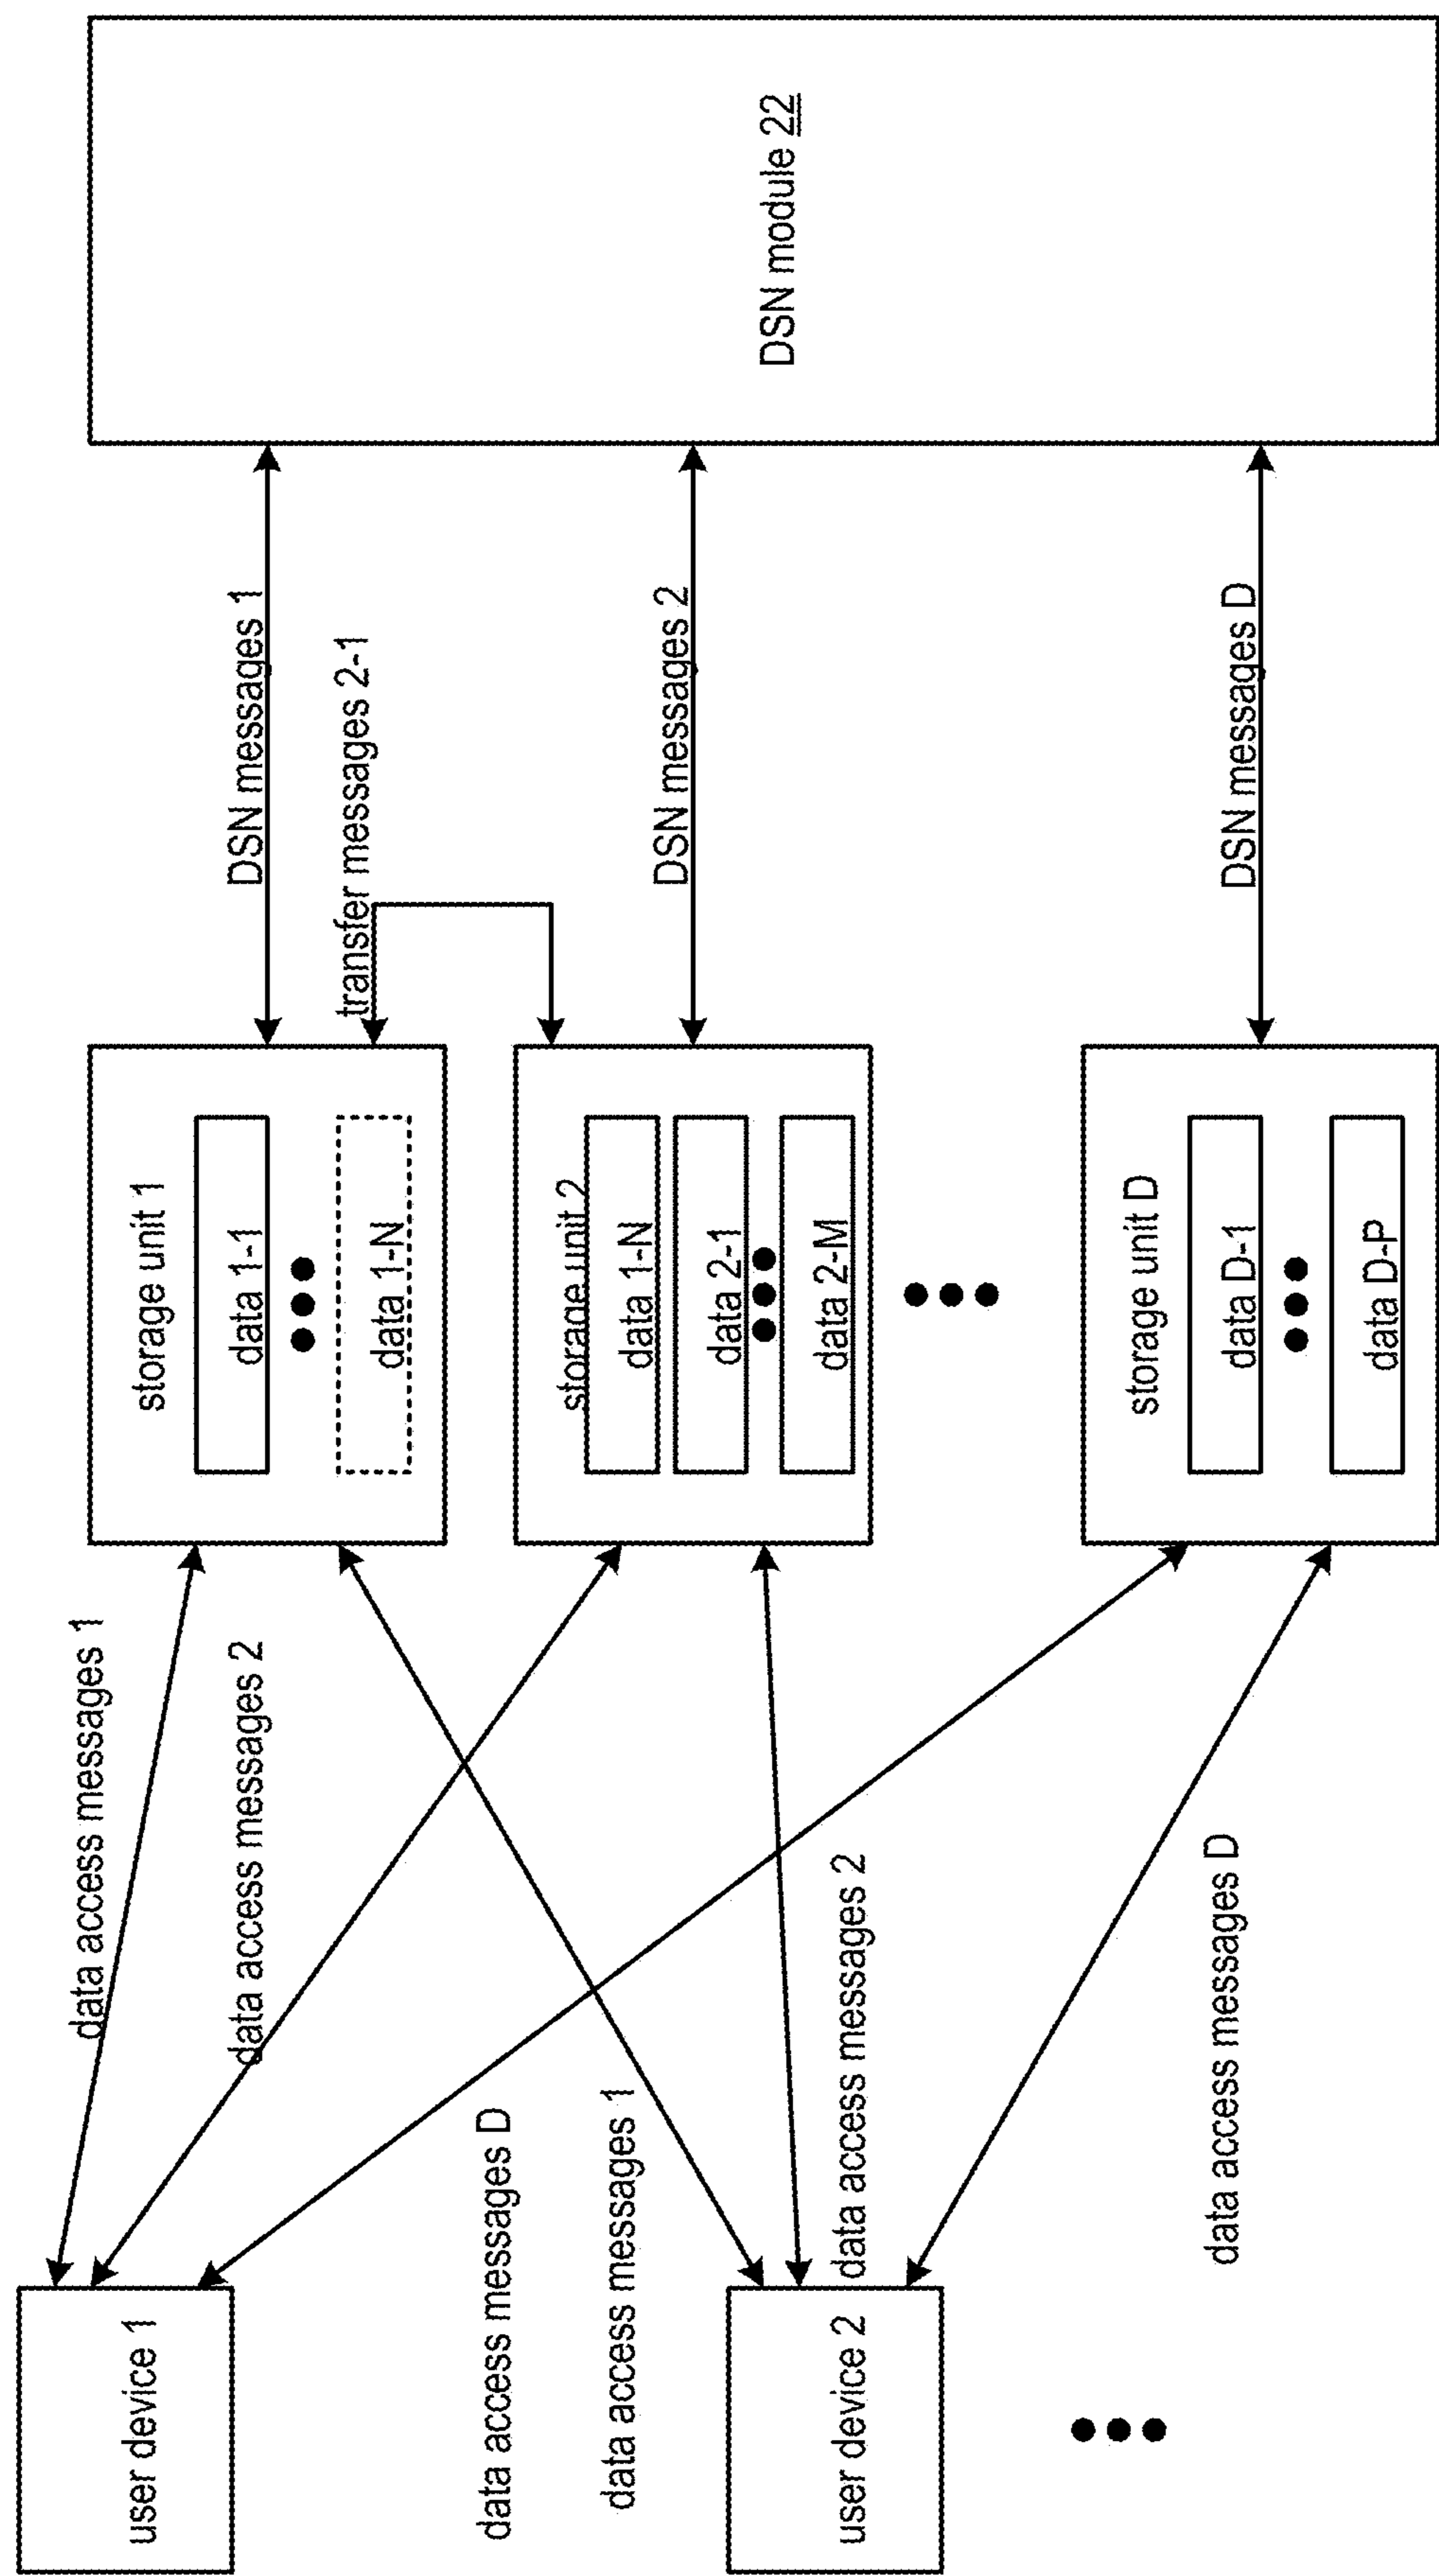 user device 1
data access messages 1
data access messages 2
data access messages D
data access messages 1
user device 2
data access messages 2
data access messages D
storage unit 1
data 1-1
data 1-N
storage unit 2
data 1-N
data 2-1
data 2-M
storage unit D
data D-1
data D-P
DSN messages 1
transfer messages 2-1
DSN messages 2
DSN messages D
DSN module 22